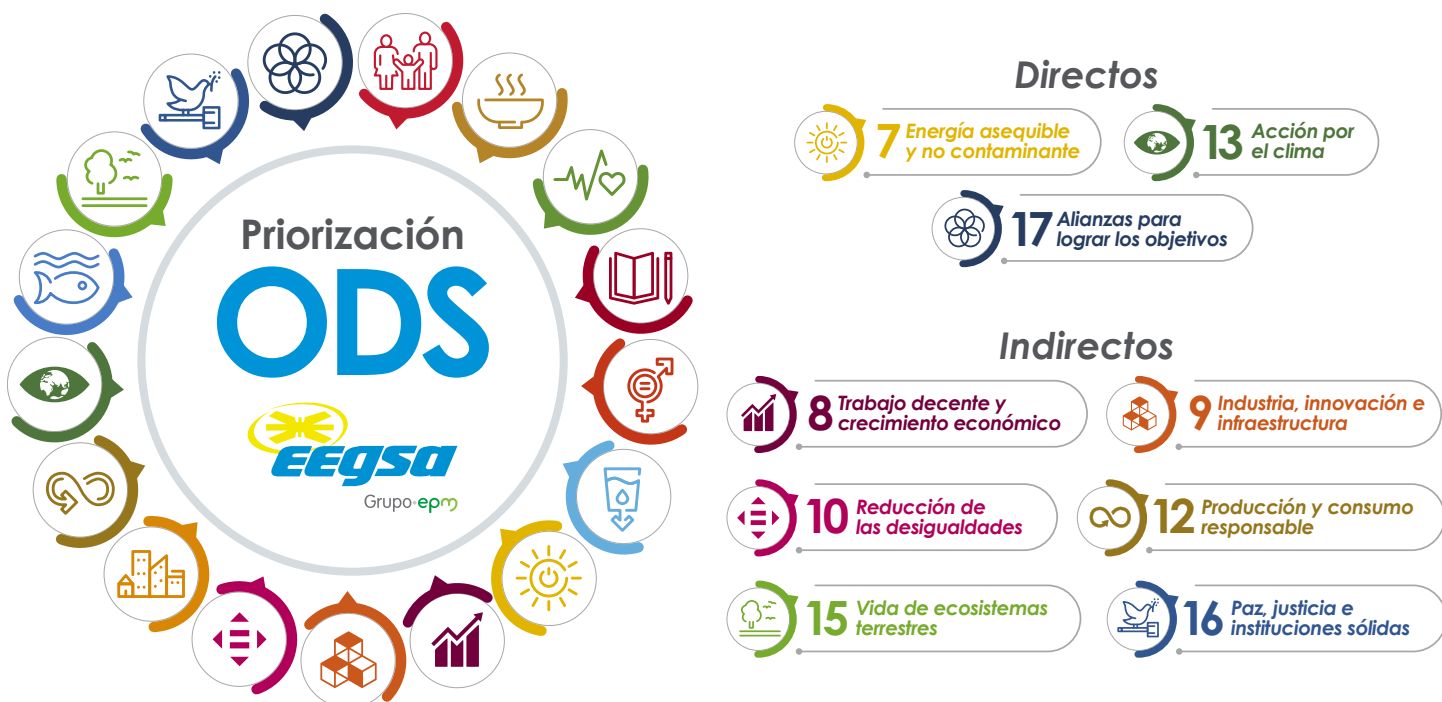 Priorización
ODS
EEGSA
Grupo·epm
Directos
7 Energía asequible
y no contaminante
13 Acción por
el clima
17 Alianzas para
lograr los objetivos
Indirectos
8 Trabajo decente y
crecimiento económico
9 Industria, innovación e
infraestructura
10 Reducción de
las desigualdades
12 Producción y consumo
responsable
15 Vida de ecosistemas
terrestres
16 Paz, justicia e
instituciones sólidas